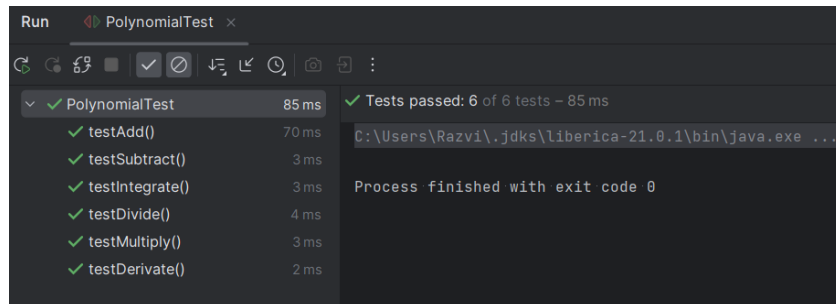 Run PolynomialTest ×
PolynomialTest 85 ms
testAdd() 70 ms
testSubtract() 3 ms
testIntegrate() 3 ms
testDivide() 4 ms
testMultiply() 3 ms
testDerivate() 2 ms
Tests passed: 6 of 6 tests – 85 ms
C:\Users\Razvi\.jdks\liberica-21.0.1\bin\java.exe ...
Process finished with exit code 0